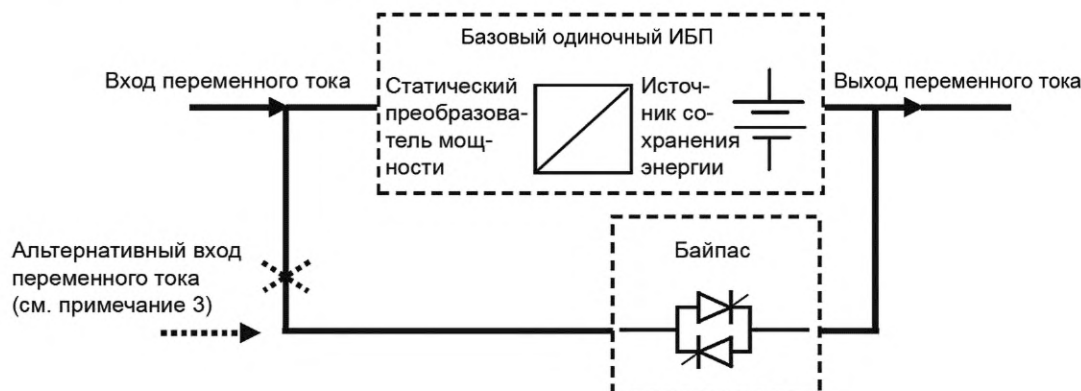 Базовый одиночный ИБП
Вход переменного тока
Статический
преобразова-
тель мощ-
ности
Источ-
ник со-
хранения
энергии
Выход переменного тока
Альтернативный вход
переменного тока
(см. примечание 3)
Байпас